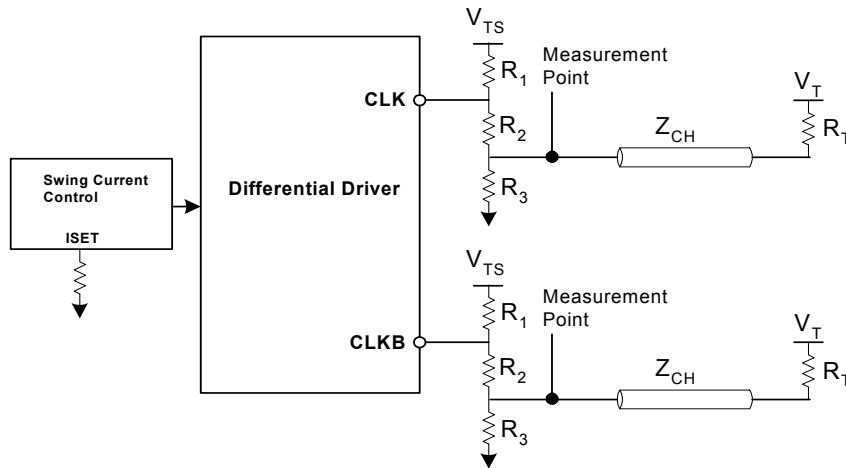 V_TS
R_1
Measurement
Point
CLK
R_2
Z_CH
V_T
R_T
R_3
Swing Current
Control
ISET
Differential Driver
V_TS
R_1
Measurement
Point
CLKB
R_2
Z_CH
V_T
R_T
R_3